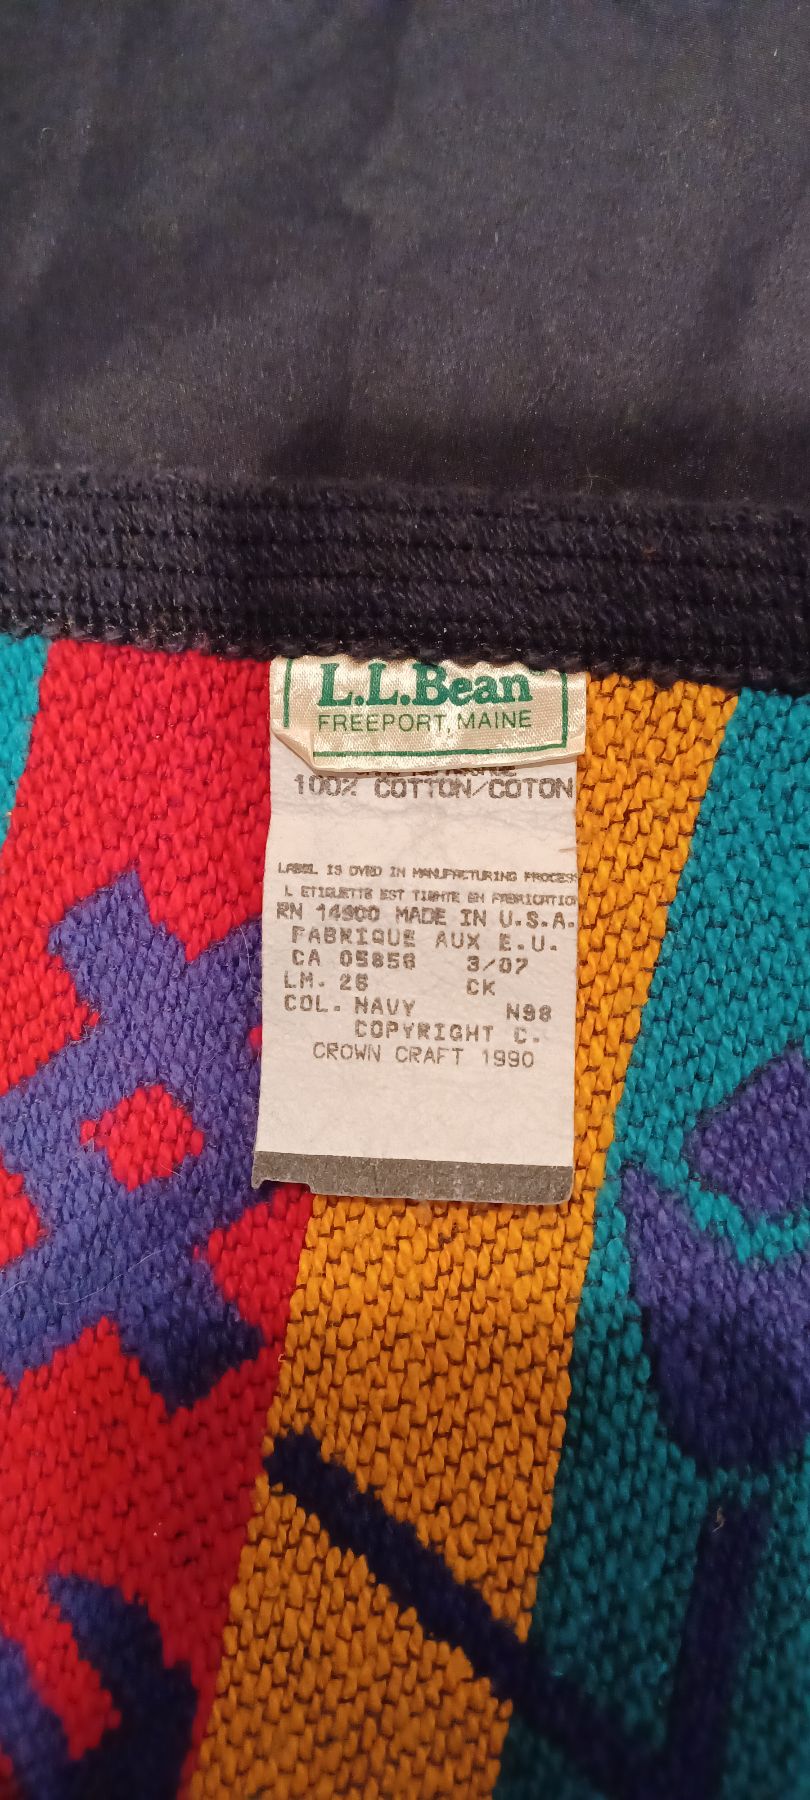 L.L.Bean
FREEPORT, MAINE
100% COTTON/COTON
LABEL IS DYED IN MANUFACTURING PROCESS
L ETIQUETTE EST TIENTE EN FABRICATION
RN 14900 MADE IN U.S.A.
FABRIQUE AUX E.U.
CA 05856 3/07
LM. 26 CK
COL. NAVY N98
COPYRIGHT C.
CROWN CRAFT 1990